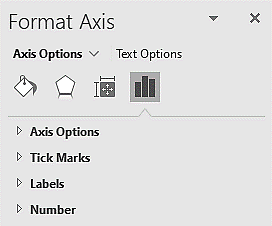 Format Axis
Axis Options Text Options
Axis Options
Tick Marks
Labels
Number